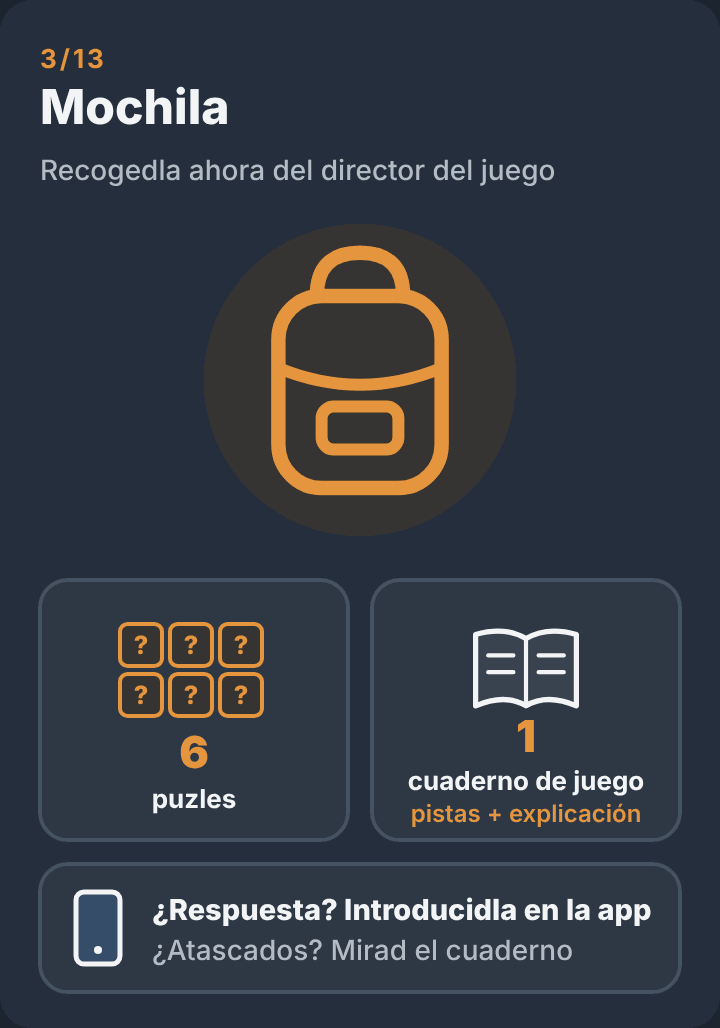 3/13
Mochila
Recogedla ahora del director del juego
? ? ?
? ? ?
6
puzles
1
cuaderno de juego
pistas + explicación
¿Respuesta? Introducidla en la app
¿Atascados? Mirad el cuaderno